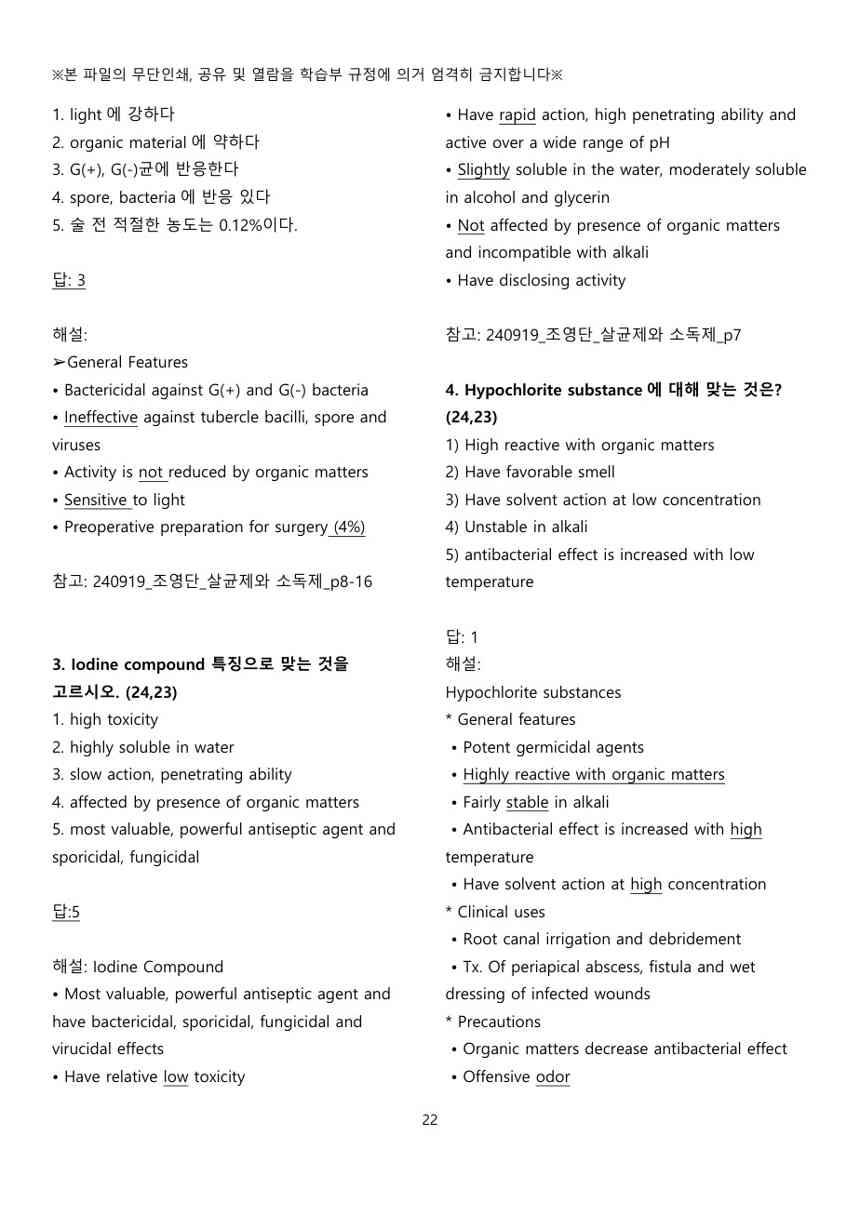 ※본 파일의 무단인쇄, 공유 및 열람을 학습부 규정에 의거 엄격히 금지합니다※
1. light 에 강하다
2. organic material 에 약하다
3. G(+), G(-)균에 반응한다
4. spore, bacteria 에 반응 있다
5. 술 전 적절한 농도는 0.12%이다.
답: 3
해설:
➢General Features
• Bactericidal against G(+) and G(-) bacteria
• Ineffective against tubercle bacilli, spore and
viruses
• Activity is not reduced by organic matters
• Sensitive to light
• Preoperative preparation for surgery (4%)
참고: 240919_조영단_살균제와 소독제_p8-16
3. Iodine compound 특징으로 맞는 것을
고르시오. (24,23)
1. high toxicity
2. highly soluble in water
3. slow action, penetrating ability
4. affected by presence of organic matters
5. most valuable, powerful antiseptic agent and
sporicidal, fungicidal
답:5
해설: Iodine Compound
• Most valuable, powerful antiseptic agent and
have bactericidal, sporicidal, fungicidal and
virucidal effects
• Have relative low toxicity
• Have rapid action, high penetrating ability and
active over a wide range of pH
• Slightly soluble in the water, moderately soluble
in alcohol and glycerin
• Not affected by presence of organic matters
and incompatible with alkali
• Have disclosing activity
참고: 240919_조영단_살균제와 소독제_p7
4. Hypochlorite substance 에 대해 맞는 것은?
(24,23)
1) High reactive with organic matters
2) Have favorable smell
3) Have solvent action at low concentration
4) Unstable in alkali
5) antibacterial effect is increased with low
temperature
답: 1
해설:
Hypochlorite substances
* General features
• Potent germicidal agents
• Highly reactive with organic matters
• Fairly stable in alkali
• Antibacterial effect is increased with high
temperature
• Have solvent action at high concentration
* Clinical uses
• Root canal irrigation and debridement
• Tx. Of periapical abscess, fistula and wet
dressing of infected wounds
* Precautions
• Organic matters decrease antibacterial effect
• Offensive odor
22